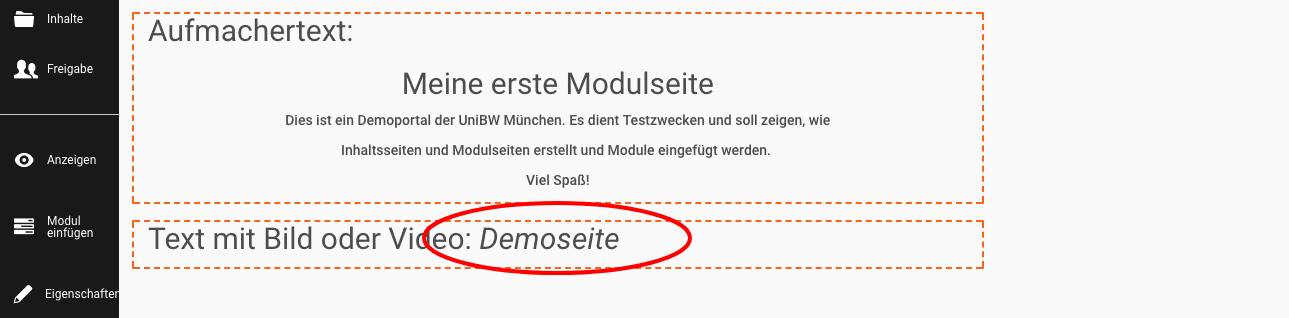 Inhalte
Freigabe
Anzeigen
Modul
einfügen
Eigenschaften
Aufmachertext:
Meine erste Modulseite
Dies ist ein Demoportal der UniBW München. Es dient Testzwecken und soll zeigen, wie
Inhaltsseiten und Modulseiten erstellt und Module eingefügt werden.
Viel Spaß!
Text mit Bild oder Video: Demoseite